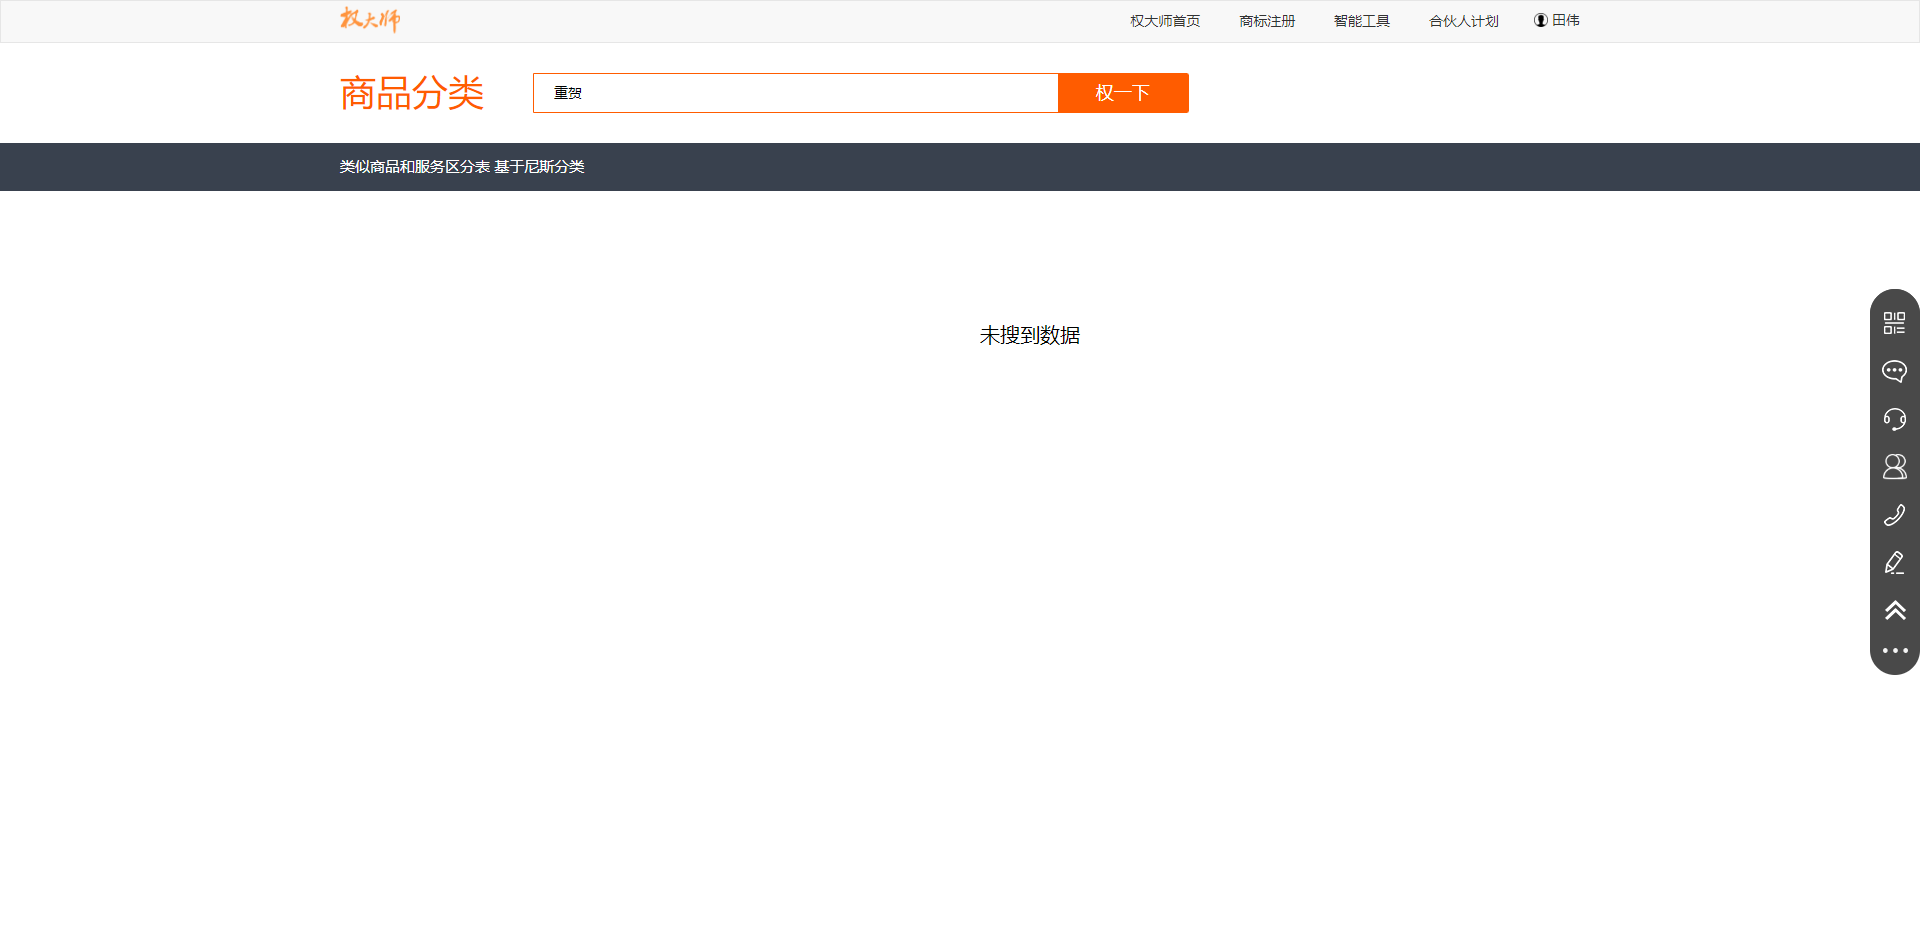 权大师
权大师首页 商标注册 智能工具 合伙人计划 田伟
商品分类
重贺
权一下
类似商品和服务区分表 基于尼斯分类
未搜到数据